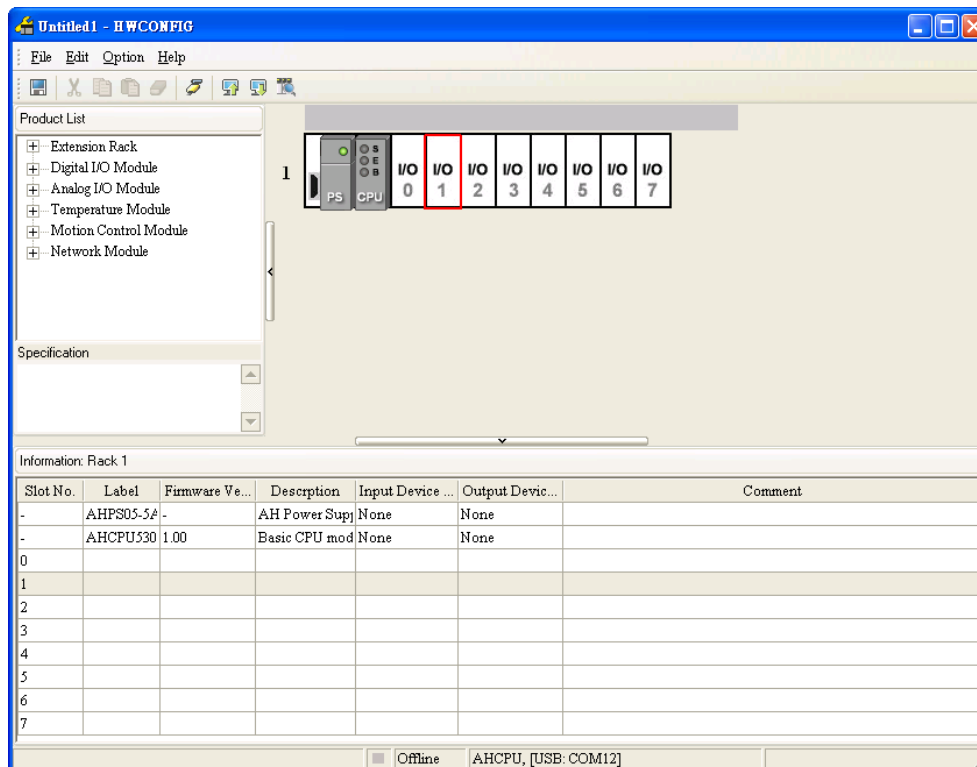 Untitled1 - HWCONFIG
File Edit Option Help
Product List
Extension Rack
Digital I/O Module
Analog I/O Module
Temperature Module
Motion Control Module
Network Module
Specification
1
PS
S
E
B
CPU
I/O I/O I/O I/O I/O I/O I/O I/O
0 1 2 3 4 5 6 7
Information: Rack 1
Slot No. Label Firmware Ve... Descrption Input Device ... Output Devic... Comment
- AHPS05-5A - AH Power Supp None None
- AHCPU530 1.00 Basic CPU mod None None
0
1
2
3
4
5
6
7
Offline AHCPU, [USB: COM12]